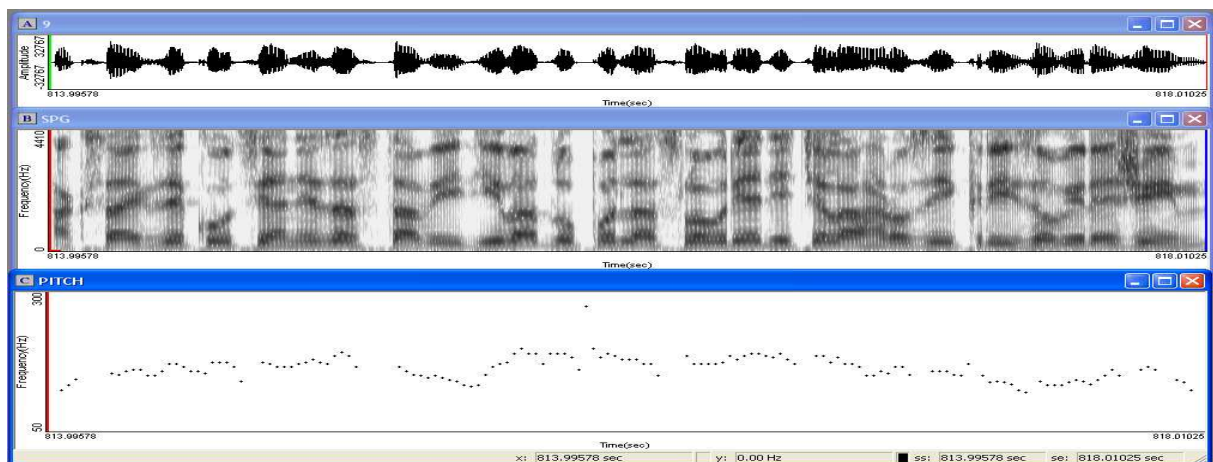 A 9
Amplitude
-32767 32767
813.99578 818.01025
Time(sec)
B SPG
Frequency(Hz)
0 4410
813.99578 818.01025
Time(sec)
C PITCH
Frequency(Hz)
50 300
813.99578 818.01025
Time(sec)
x: 813.99578 sec y: 0.00 Hz ss: 813.99578 sec se: 818.01025 sec